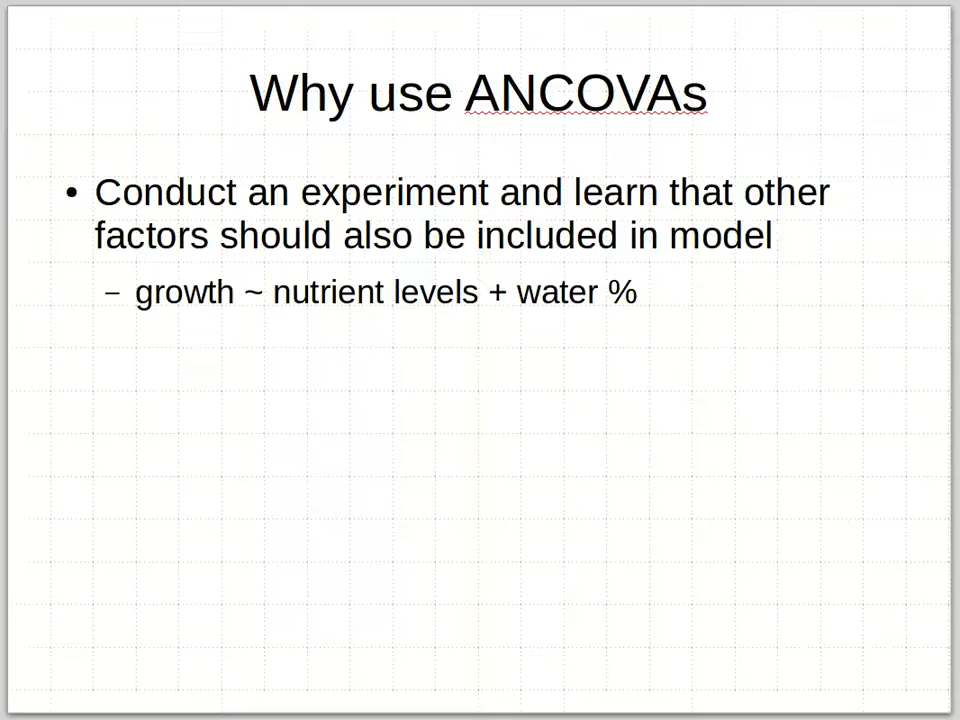 Why use ANCOVAs
• Conduct an experiment and learn that other
factors should also be included in model
– growth ~ nutrient levels + water %